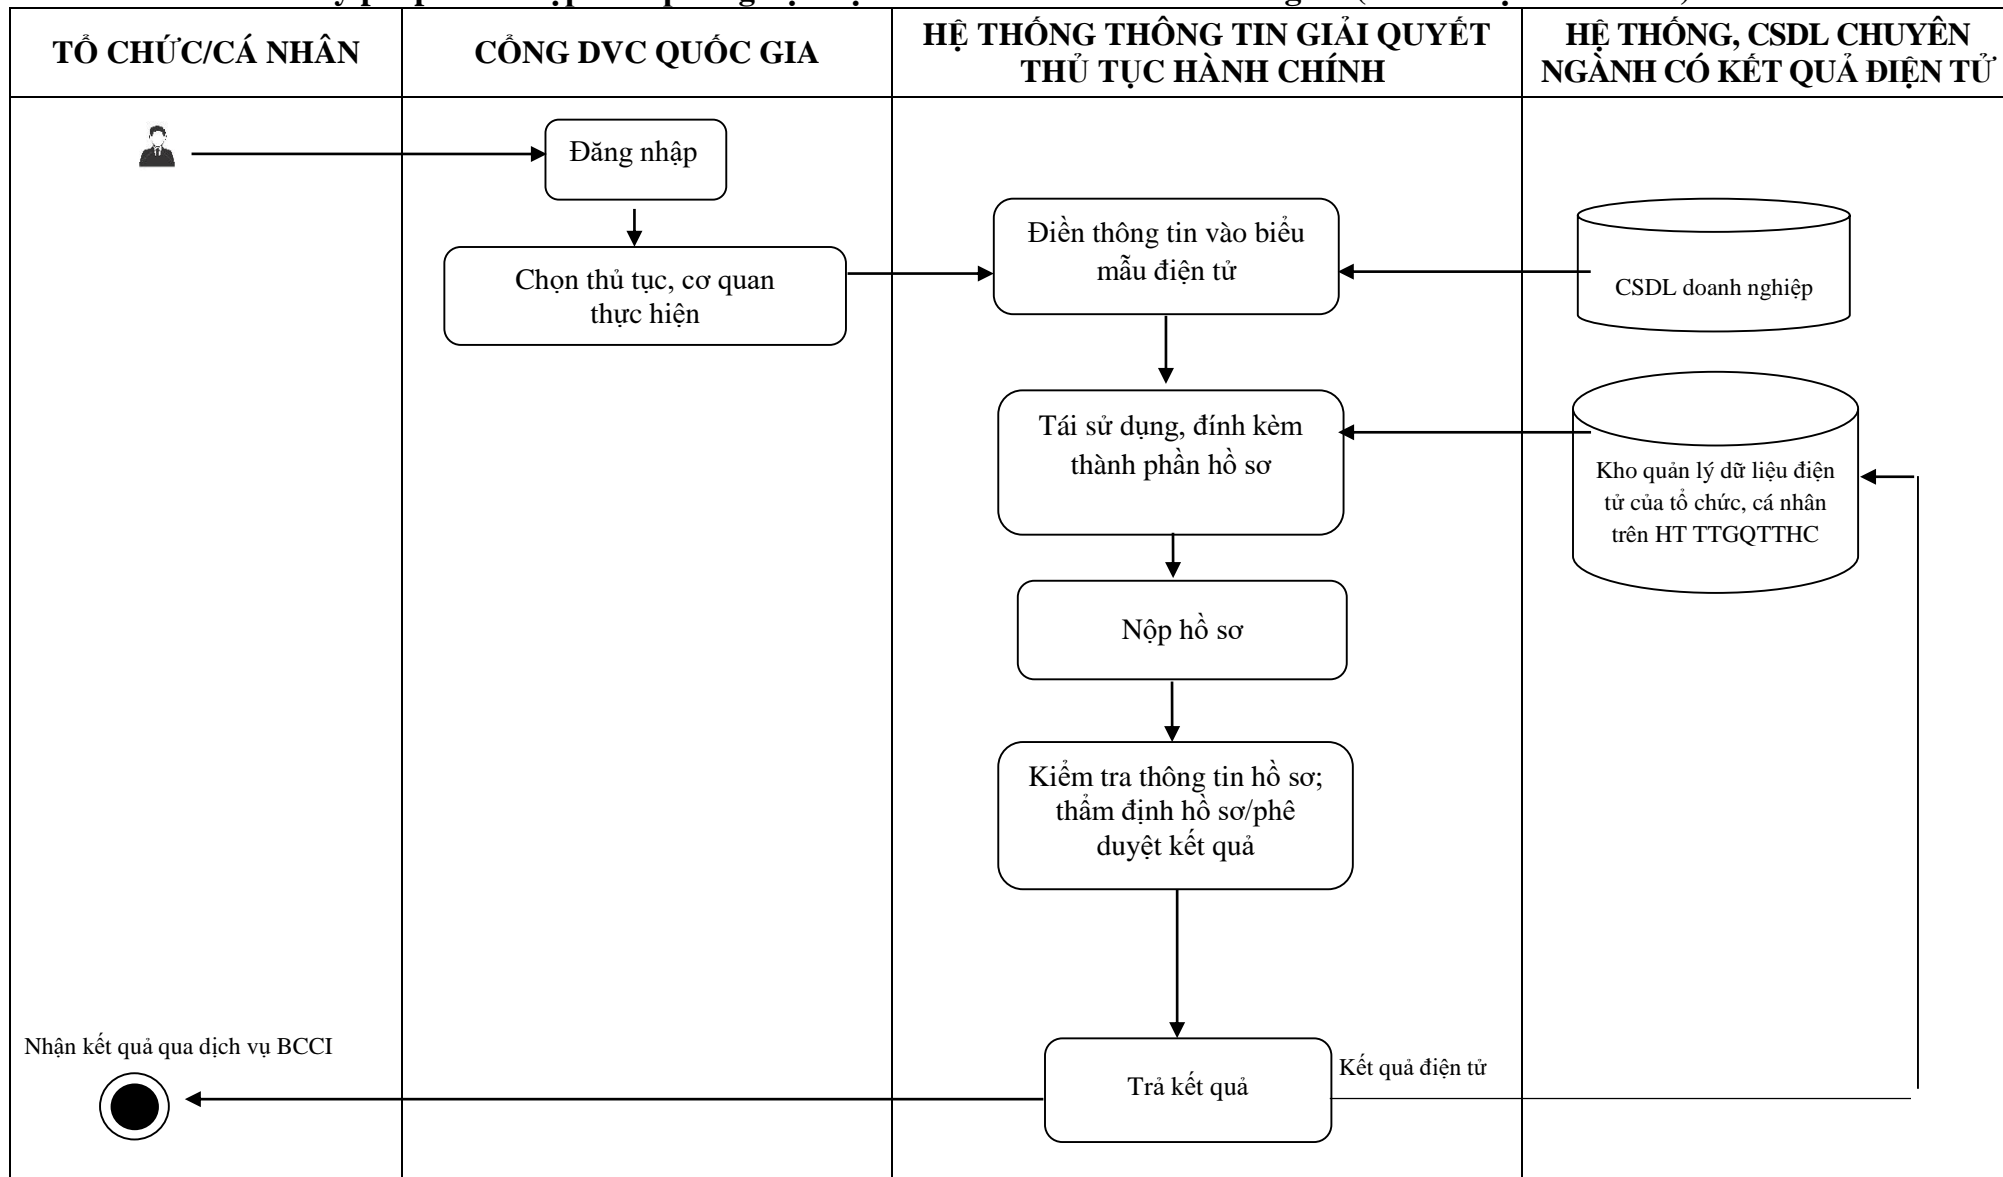 TỔ CHỨC/CÁ NHÂN
CỔNG DVC QUỐC GIA
HỆ THỐNG THÔNG TIN GIẢI QUYẾT
THỦ TỤC HÀNH CHÍNH
HỆ THỐNG, CSDL CHUYÊN
NGÀNH CÓ KẾT QUẢ ĐIỆN TỬ
Đăng nhập
Chọn thủ tục, cơ quan
thực hiện
Điền thông tin vào biểu
mẫu điện tử
CSDL doanh nghiệp
Tái sử dụng, đính kèm
thành phần hồ sơ
Kho quản lý dữ liệu điện
tử của tổ chức, cá nhân
trên HT TTGQTTHC
Nộp hồ sơ
Kiểm tra thông tin hồ sơ;
thẩm định hồ sơ/phê
duyệt kết quả
Nhận kết quả qua dịch vụ BCCI
Trả kết quả
Kết quả điện tử